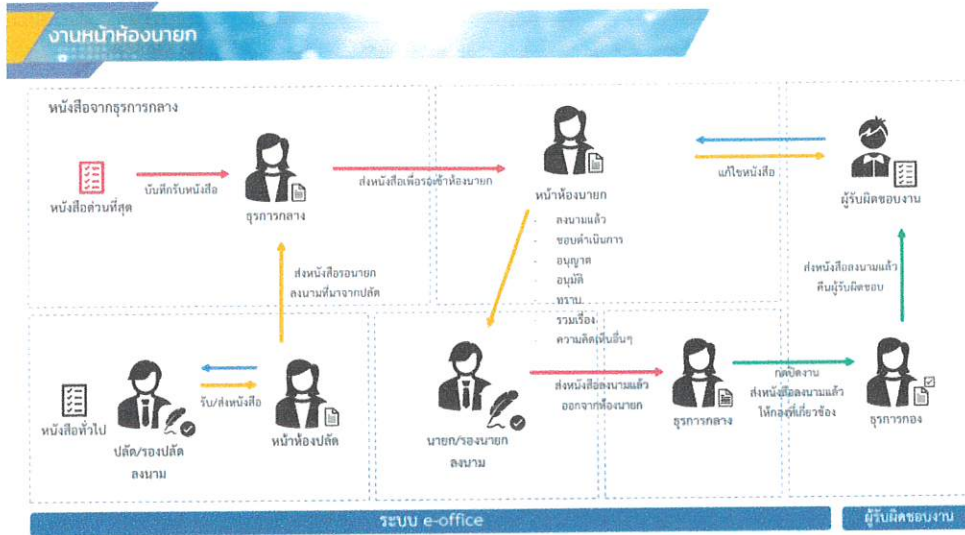 งานหน้าห้องนายก
หนังสือจากธุรการกลาง
หนังสือด่วนที่สุด
บันทึกรับหนังสือ
ธุรการกลาง
ส่งหนังสือเพื่อรอเข้าห้องนายก
หน้าห้องนายก
แก้ไขหนังสือ
ผู้รับผิดชอบงาน
- ลงนามแล้ว
- ชอบดำเนินการ
- อนุญาต
- อนุมัติ
- ทราบ
- รวมเรื่อง
- ความคิดเห็นอื่นๆ
ส่งหนังสือรอนายก
ลงนามที่มาจากปลัด
ส่งหนังสือลงนามแล้ว
คืนผู้รับผิดชอบ
หนังสือทั่วไป
ปลัด/รองปลัด
ลงนาม
รับ/ส่งหนังสือ
หน้าห้องปลัด
นายก/รองนายก
ลงนาม
ส่งหนังสือลงนามแล้ว
ออกจากห้องนายก
ธุรการกลาง
กดปิดงาน
ส่งหนังสือลงนามแล้ว
ให้กองที่เกี่ยวข้อง
ธุรการกอง
ระบบ e-office
ผู้รับผิดชอบงาน